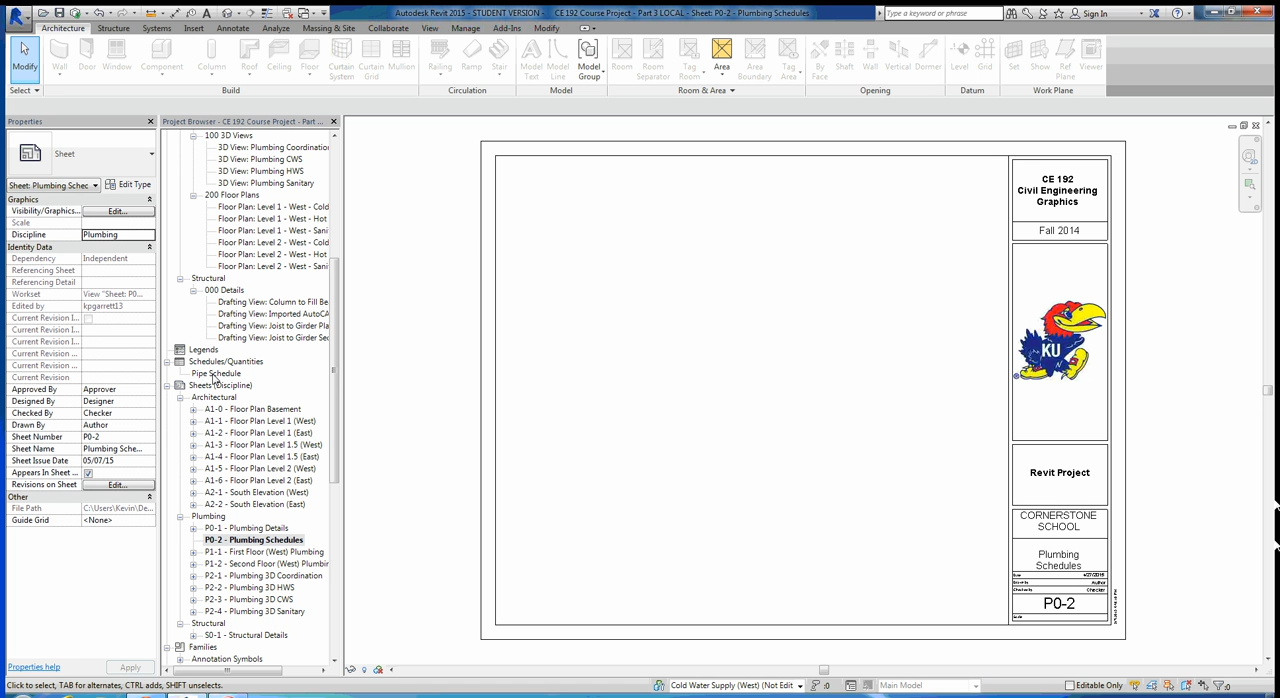 Autodesk Revit 2015 - STUDENT VERSION - CE 192 Course Project - Part 3 LOCAL - Sheet: P0-2 - Plumbing Schedules
Type a keyword or phrase
Sign In
Architecture Structure Systems Insert Annotate Analyze Massing & Site Collaborate View Manage Add-Ins Modify
Modify Wall Door Window Component Column Roof Ceiling Floor Curtain System Curtain Grid Mullion Railing Ramp Stair Model Text Model Line Model Group Room Room Separator Tag Room Area Area Boundary Tag Area By Face Shaft Wall Vertical Dormer Level Grid Set Show Ref Plane Viewer
Select Build Circulation Model Room & Area Opening Datum Work Plane
Properties
Sheet
Sheet: Plumbing Schec
Edit Type
Graphics
Visibility/Graphics... Edit...
Scale
Discipline Plumbing
Identity Data
Dependency Independent
Referencing Sheet
Referencing Detail
Workset View "Sheet: P0...
Edited by kpgarrett13
Current Revision I...
Current Revision I...
Current Revision I...
Current Revision ...
Current Revision ...
Current Revision
Approved By Approver
Designed By Designer
Checked By Checker
Drawn By Author
Sheet Number P0-2
Sheet Name Plumbing Sche...
Sheet Issue Date 05/07/15
Appears In Sheet ...
Revisions on Sheet Edit...
Other
File Path C:\Users\Kevin\De...
Guide Grid <None>
Properties help
Apply
Project Browser - CE 192 Course Project - Part ...
100 3D Views
3D View: Plumbing Coordinatio
3D View: Plumbing CWS
3D View: Plumbing HWS
3D View: Plumbing Sanitary
200 Floor Plans
Floor Plan: Level 1 - West - Cold
Floor Plan: Level 1 - West - Hot
Floor Plan: Level 1 - West - Sani
Floor Plan: Level 2 - West - Cold
Floor Plan: Level 2 - West - Hot
Floor Plan: Level 2 - West - Sani
Structural
000 Details
Drafting View: Column to Fill Be
Drafting View: Imported AutoCA
Drafting View: Joist to Girder Pla
Drafting View: Joist to Girder Sec
Legends
Schedules/Quantities
Pipe Schedule
Sheets (Discipline)
Architectural
A1-0 - Floor Plan Basement
A1-1 - Floor Plan Level 1 (West)
A1-2 - Floor Plan Level 1 (East)
A1-3 - Floor Plan Level 1.5 (West)
A1-4 - Floor Plan Level 1.5 (East)
A1-5 - Floor Plan Level 2 (West)
A1-6 - Floor Plan Level 2 (East)
A2-1 - South Elevation (West)
A2-2 - South Elevation (East)
Plumbing
P0-1 - Plumbing Details
P0-2 - Plumbing Schedules
P1-1 - First Floor (West) Plumbing
P1-2 - Second Floor (West) Plumbin
P2-1 - Plumbing 3D Coordination
P2-2 - Plumbing 3D HWS
P2-3 - Plumbing 3D CWS
P2-4 - Plumbing 3D Sanitary
Structural
S0-1 - Structural Details
Families
Annotation Symbols
CE 192
Civil Engineering
Graphics
Fall 2014
KU
Revit Project
CORNERSTONE
SCHOOL
Plumbing
Schedules
Author
Checker
P0-2
Click to select, TAB for alternates, CTRL adds, SHIFT unselects.
Cold Water Supply (West) (Not Edit
:0
Main Model
Editable Only
:0